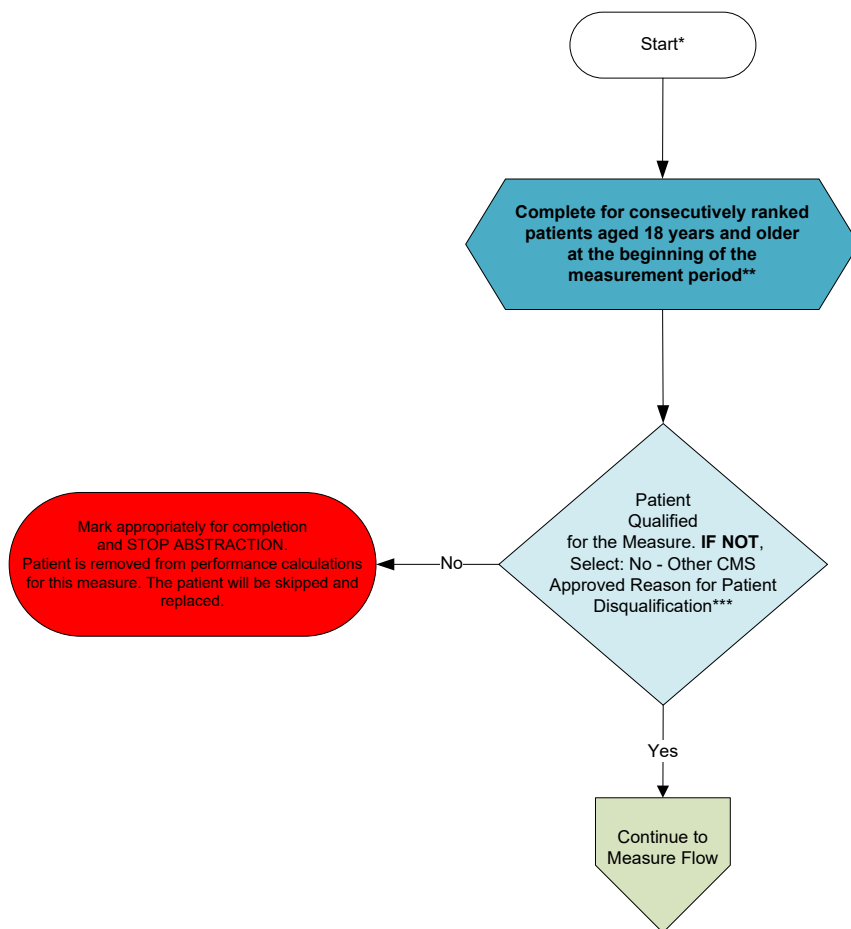 Start*
Complete for consecutively ranked
patients aged 18 years and older
at the beginning of the
measurement period**
Patient
Qualified
for the Measure. IF NOT,
Select: No - Other CMS
Approved Reason for Patient
Disqualification***
No
Mark appropriately for completion
and STOP ABSTRACTION.
Patient is removed from performance calculations
for this measure. The patient will be skipped and
replaced.
Yes
Continue to
Measure Flow